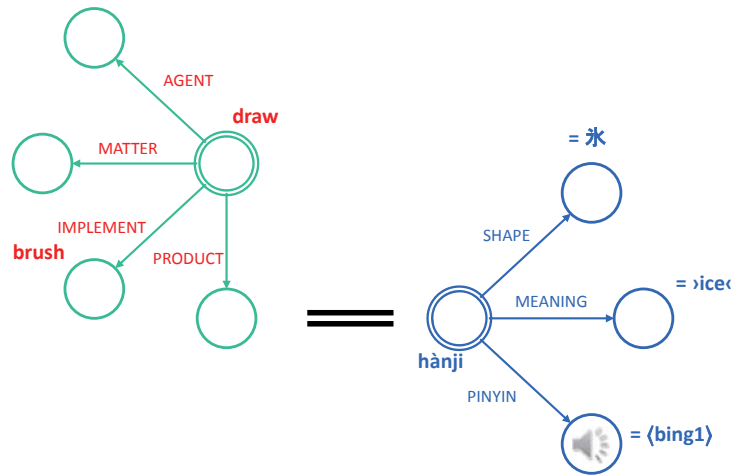 AGENT
draw
MATTER
IMPLEMENT
brush
PRODUCT
= 氷
SHAPE
MEANING
= ›ice‹
hànji
PINYIN
= ⟨bing1⟩